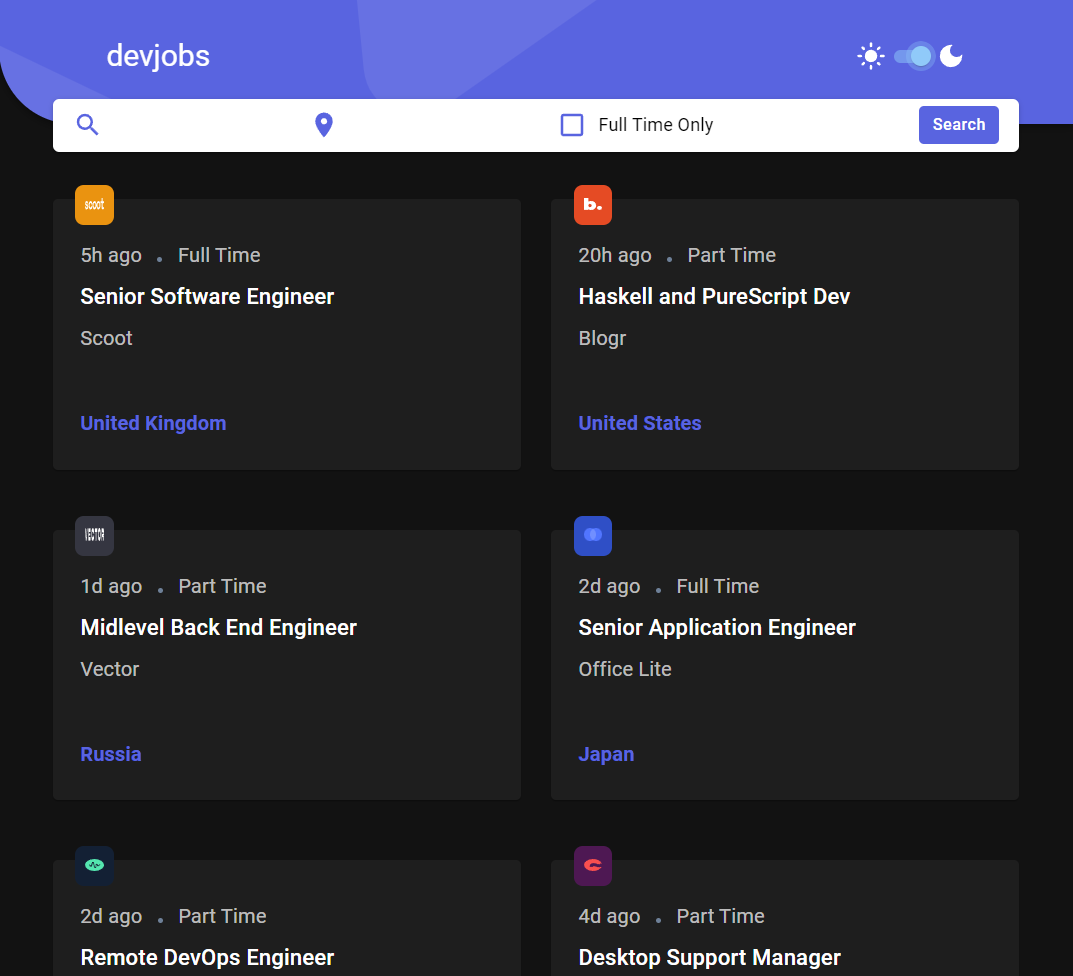 devjobs
Full Time Only
Search
scoot
5h ago . Full Time
Senior Software Engineer
Scoot
United Kingdom
b.
20h ago . Part Time
Haskell and PureScript Dev
Blogr
United States
VECTOR
1d ago . Part Time
Midlevel Back End Engineer
Vector
Russia
2d ago . Full Time
Senior Application Engineer
Office Lite
Japan
2d ago . Part Time
Remote DevOps Engineer
4d ago . Part Time
Desktop Support Manager